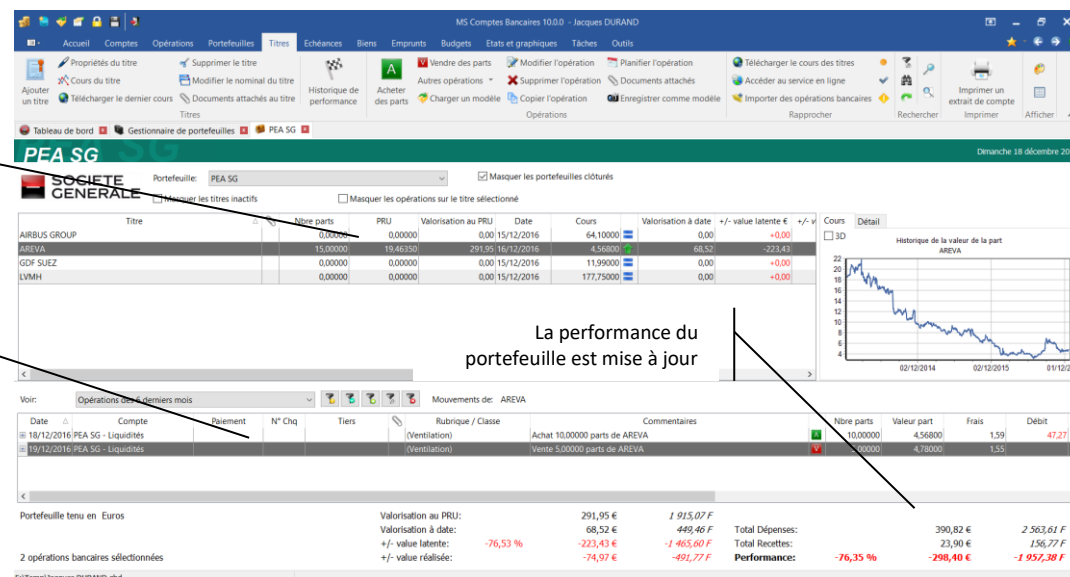 MS Comptes Bancaires 10.0.0 - Jacques DURAND
Accueil Comptes Opérations Portefeuilles Titres Echéances Biens Emprunts Budgets Etats et graphiques Tâches Outils
Ajouter un titre
Propriétés du titre Supprimer le titre
Cours du titre Modifier le nominal du titre
Télécharger le dernier cours Documents attachés au titre
Historique de performance
Acheter des parts
Vendre des parts Modifier l'opération Planifier l'opération
Autres opérations Supprimer l'opération Documents attachés
Charger un modèle Copier l'opération Enregistrer comme modèle
Télécharger le cours des titres
Accéder au service en ligne
Importer des opérations bancaires
Imprimer un extrait de compte
Titres Opérations Rapprocher Rechercher Imprimer Afficher
Tableau de bord Gestionnaire de portefeuilles PEA SG
PEA SG
Dimanche 18 décembre 20
SOCIETE GENERALE
Portefeuille: PEA SG Masquer les portefeuilles clôturés
Masquer les titres inactifs Masquer les opérations sur le titre sélectionné
Titre Nbre parts PRU Valorisation au PRU Date Cours Valorisation à date +/- value latente € +/- v
AIRBUS GROUP 0,00000 0,00000 0,00 15/12/2016 64,10000 0,00 +0,00
AREVA 15,00000 19,46350 291,95 16/12/2016 4,56800 68,52 -223,43
GDF SUEZ 0,00000 0,00000 0,00 15/12/2016 11,99000 0,00 +0,00
LVMH 0,00000 0,00000 0,00 15/12/2016 177,75000 0,00 +0,00
Cours Détail
3D
Historique de la valeur de la part
AREVA
22
20
18
16
14
12
10
8
6
4
02/12/2014 02/12/2015 01/12/2
La performance du
portefeuille est mise à jour
Voir: Opérations des 6 derniers mois Mouvements de: AREVA
Date Compte Paiement N° Chq Tiers Rubrique / Classe Commentaires Nbre parts Valeur part Frais Débit
18/12/2016 PEA SG - Liquidités (Ventilation) Achat 10,00000 parts de AREVA A 10,00000 4,56800 1,59 47,27
19/12/2016 PEA SG - Liquidités (Ventilation) Vente 5,00000 parts de AREVA V 5,00000 4,78000 1,55
Portefeuille tenu en Euros
Valorisation au PRU: 291,95 € 1 915,07 F
Valorisation à date: 68,52 € 449,46 F Total Dépenses: 390,82 € 2 563,61 F
+/- value latente: -76,53 % -223,43 € -1 465,60 F Total Recettes: 23,90 € 156,77 F
2 opérations bancaires sélectionnées +/- value réalisée: -74,97 € -491,77 F Performance: -76,35 % -298,40 € -1 957,38 F